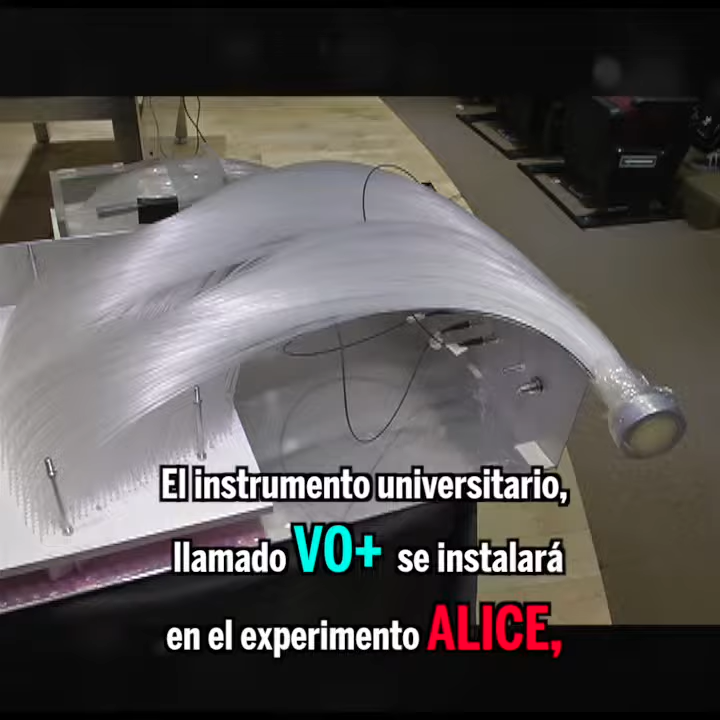 El instrumento universitario,
llamado VO+ se instalará
en el experimento ALICE,